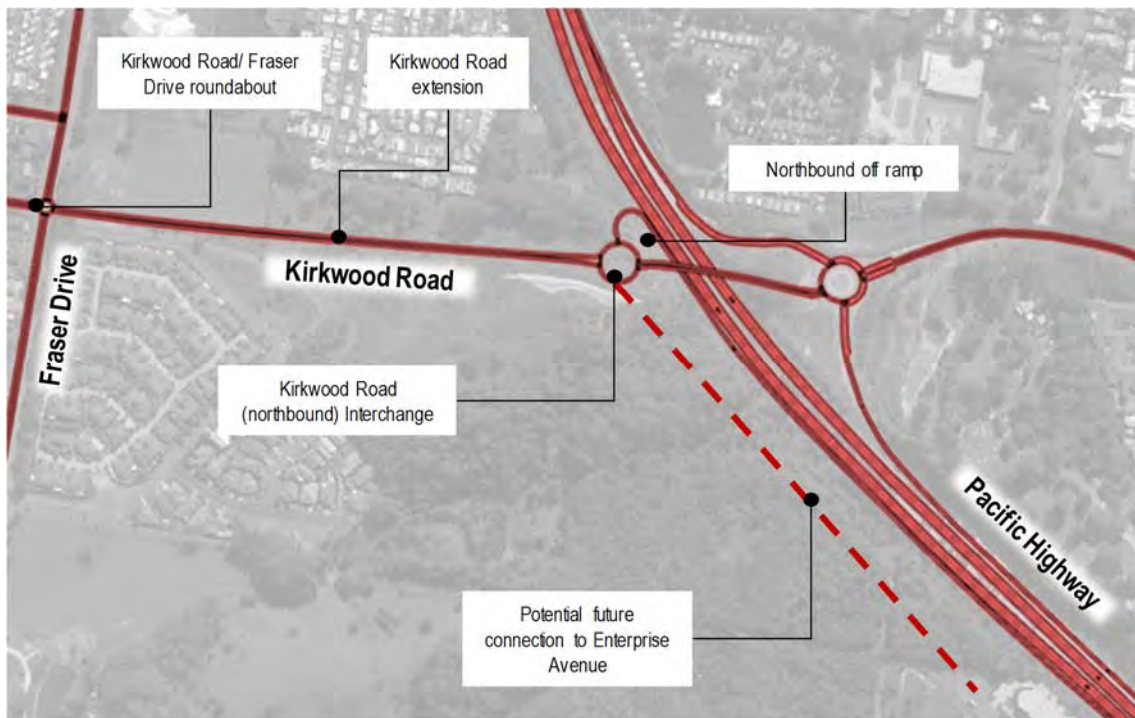 Kirkwood Road/ Fraser
Drive roundabout
Kirkwood Road
extension
Northbound off ramp
Kirkwood Road
Fraser Drive
Kirkwood Road
(northbound) Interchange
Pacific Highway
Potential future
connection to Enterprise
Avenue